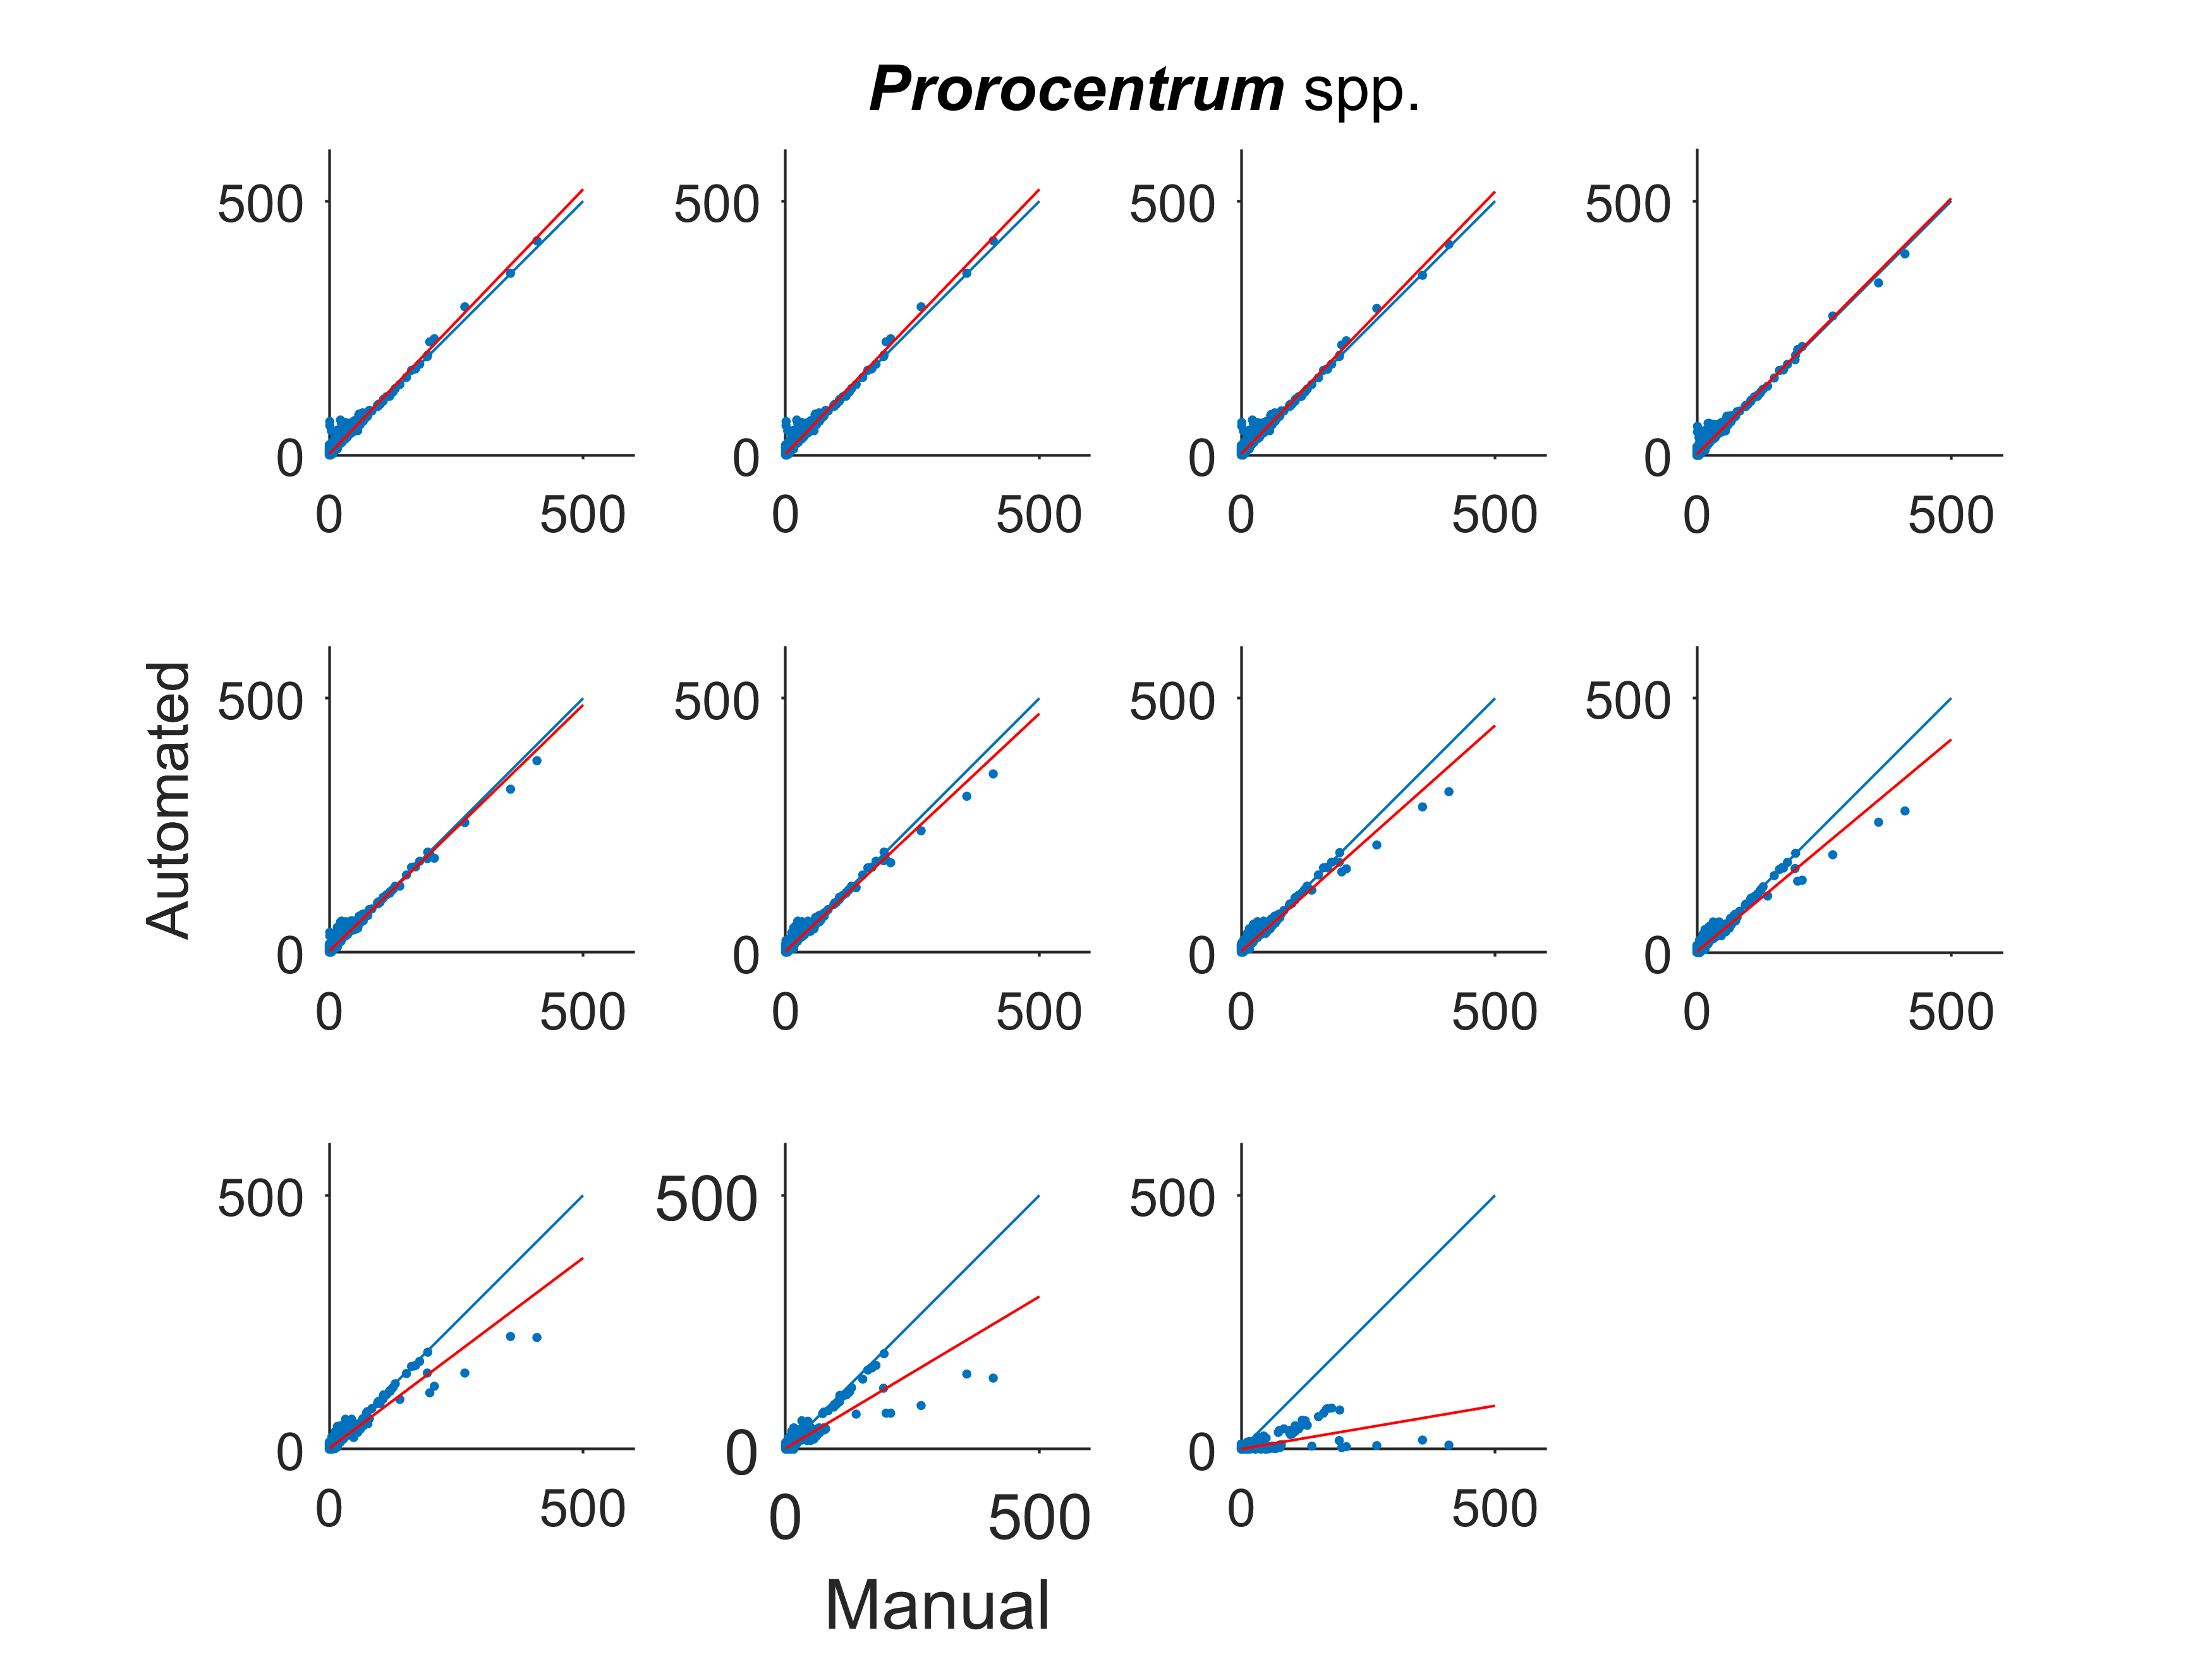 Prorocentrum spp.
500 500 500 500
0 0 0 0
0 500 0 500 0 500 0 500
Automated
500 500 500 500
0 0 0 0
0 500 0 500 0 500 0 500
500 500 500
0 0 0
0 500 0 500 0 500
Manual